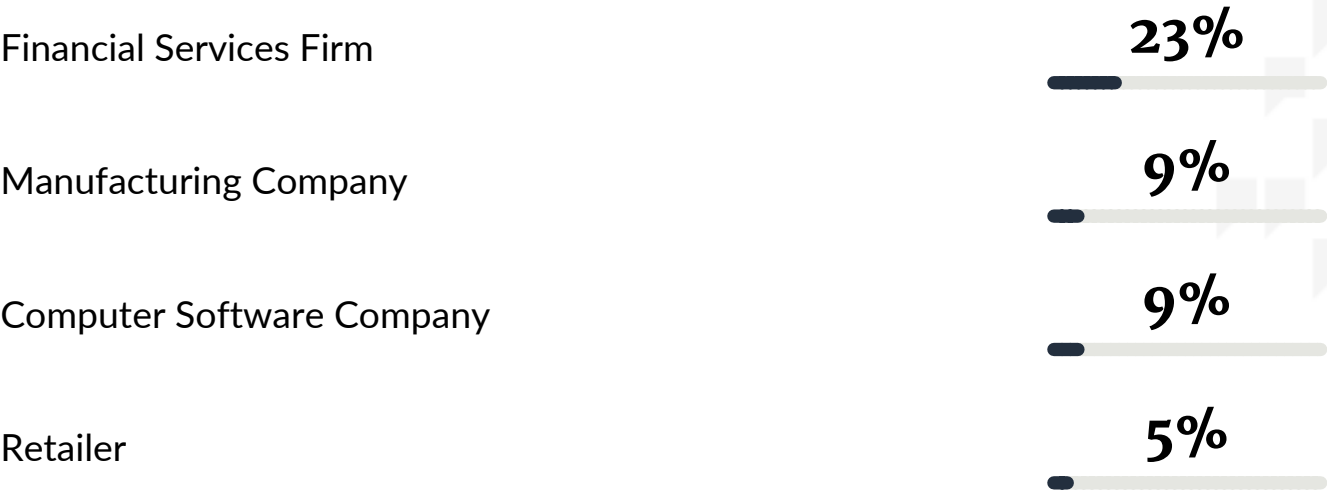 Financial Services Firm 23%
Manufacturing Company 9%
Computer Software Company 9%
Retailer 5%